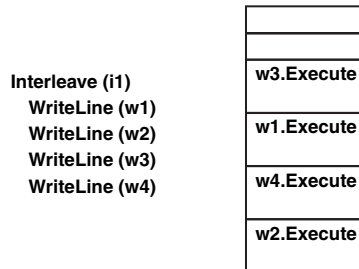 Interleave (i1)
WriteLine (w1)
WriteLine (w2)
WriteLine (w3)
WriteLine (w4)
w3.Execute
w1.Execute
w4.Execute
w2.Execute